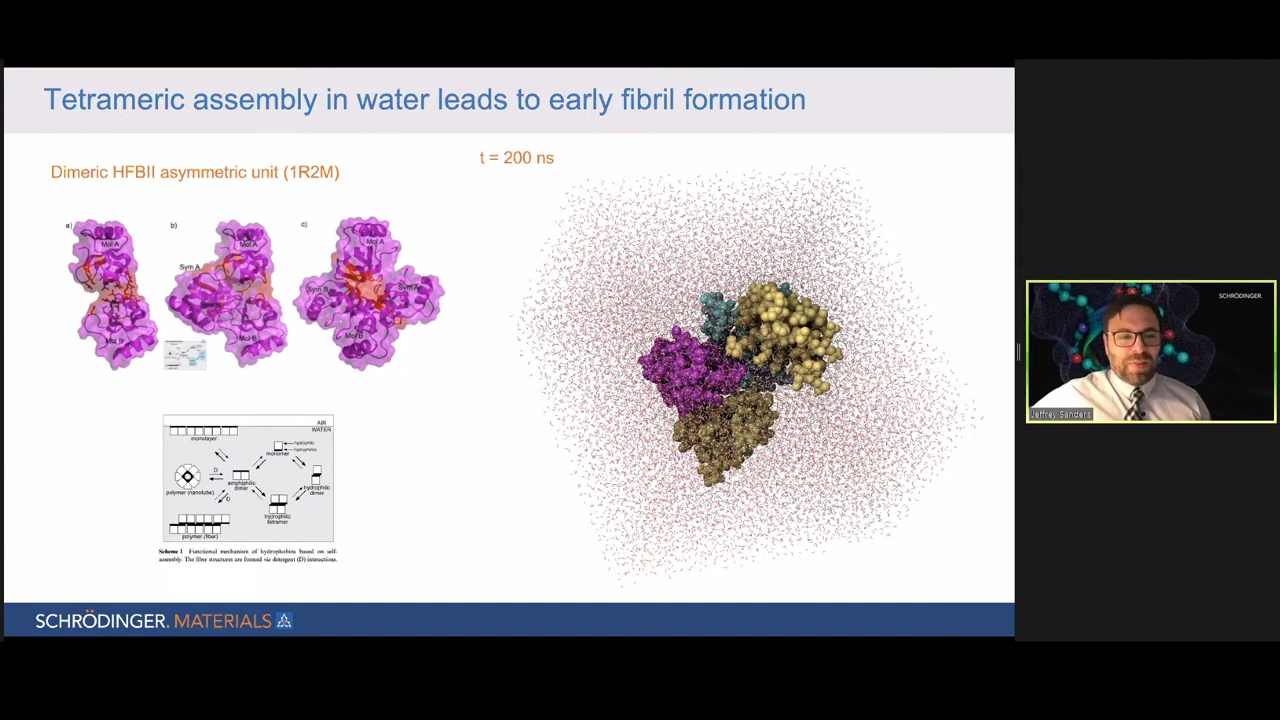 Tetrameric assembly in water leads to early fibril formation
Dimeric HFBII asymmetric unit (1R2M)
t = 200 ns
a)
b)
c)
Mol A
Mol B
Sym A
Mol A
Mol B
Mol A
Sym B
Sym A
Mol B
AIR
WATER
monolayer
monomer
hydrophilic
hydrophobic
D
polymer (nanotube)
amphiphilic
dimer
hydrophilic
dimer
D
hydrophilic
tetramer
polymer (fiber)
Scheme 1 Functional mechanism of hydrophobins based on self-
assembly. The fiber structures are formed via detergent (D) interactions.
SCHRÖDINGER. MATERIALS
SCHRÖDINGER.
Jeffrey Sanders